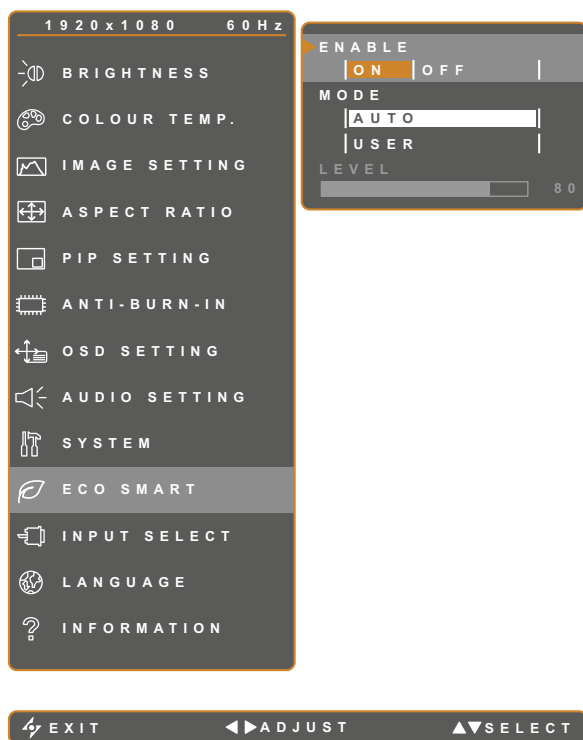 1920x1080 60Hz
BRIGHTNESS
COLOUR TEMP.
IMAGE SETTING
ASPECT RATIO
PIP SETTING
ANTI-BURN-IN
OSD SETTING
AUDIO SETTING
SYSTEM
ECO SMART
INPUT SELECT
LANGUAGE
INFORMATION
ENABLE
ON OFF
MODE
AUTO
USER
LEVEL
80
EXIT ADJUST SELECT